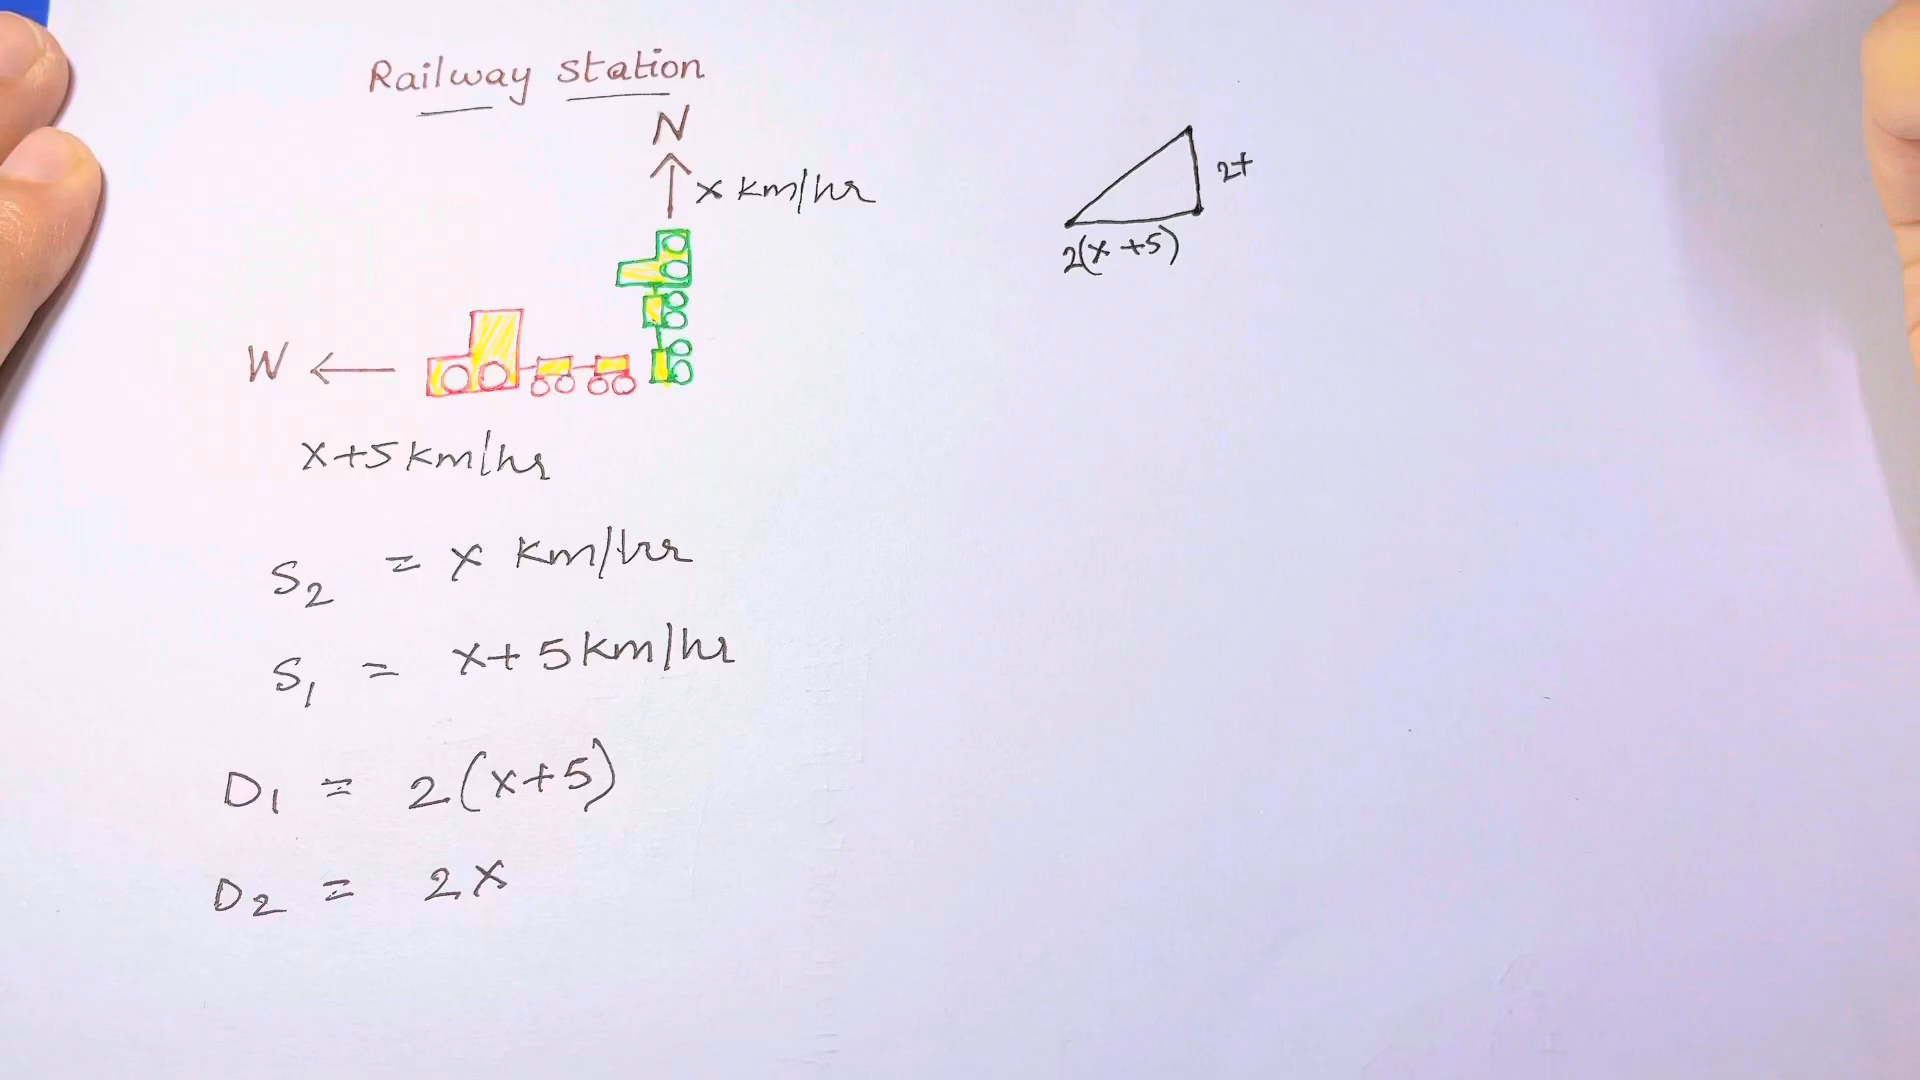 Railway station
N
x km/hr
W
x+5 km/hr
S2 = x km/hr
S1 = x+5 km/hr
D1 = 2(x+5)
D2 = 2x
2+
2(x+5)